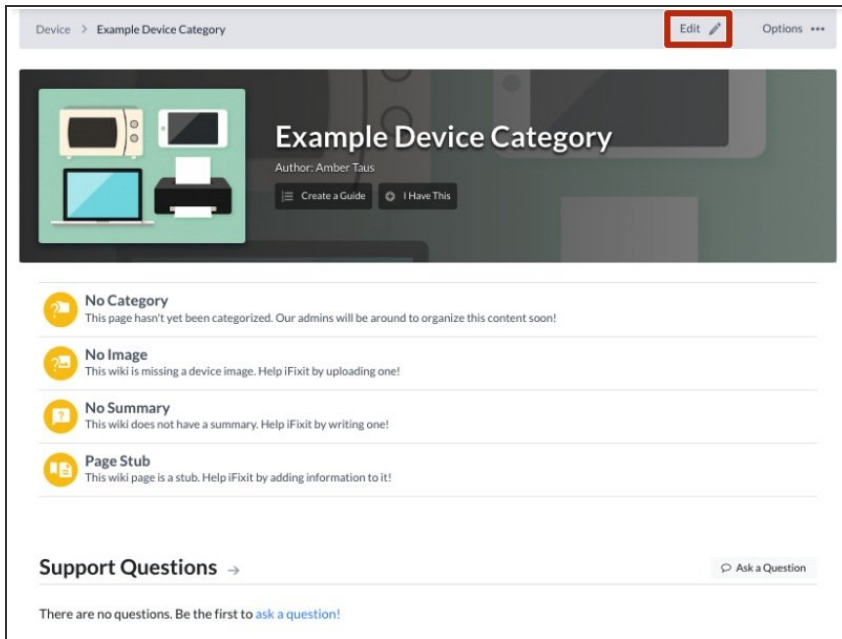 Device > Example Device Category
Edit
Options •••
Example Device Category
Author: Amber Taus
Create a Guide
I Have This
No Category
This page hasn't yet been categorized. Our admins will be around to organize this content soon!
No Image
This wiki is missing a device image. Help iFixit by uploading one!
No Summary
This wiki does not have a summary. Help iFixit by writing one!
Page Stub
This wiki page is a stub. Help iFixit by adding information to it!
Support Questions →
Ask a Question
There are no questions. Be the first to ask a question!